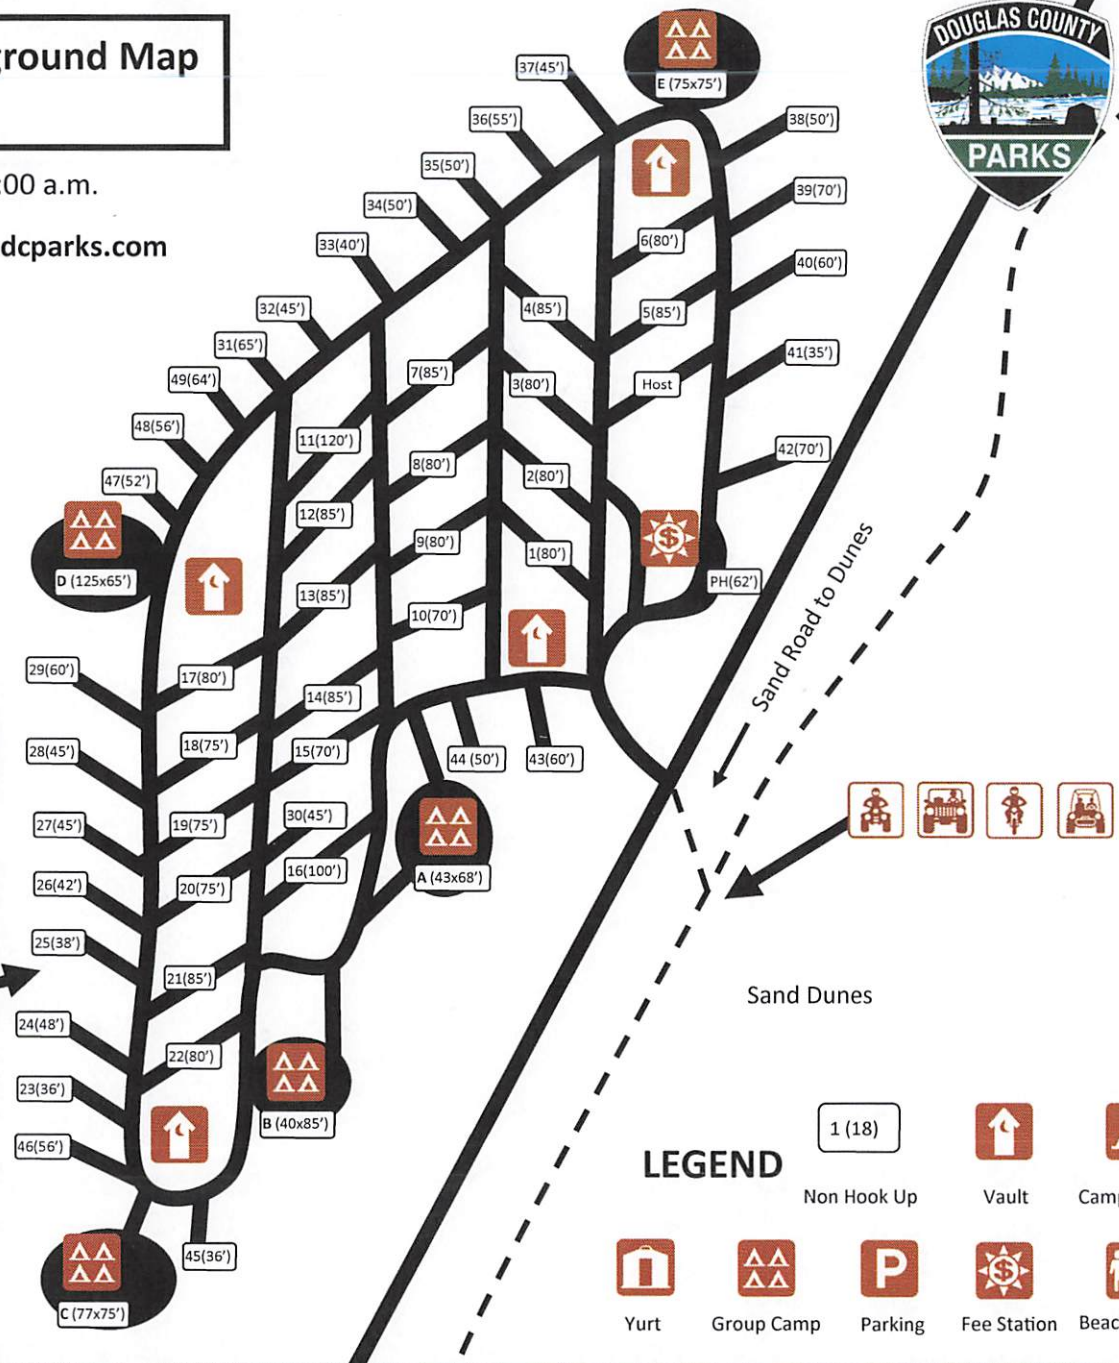 ground Map
:00 a.m.
dcparks.com
DOUGLAS COUNTY
PARKS
E (75x75')
37(45')
36(55')
35(50')
34(50')
33(40')
32(45')
31(65')
49(64')
48(56')
47(52')
D (125x65')
38(50')
39(70')
40(60')
41(35')
42(70')
6(80')
5(85')
Host
4(85')
3(80')
2(80')
1(80')
PH(62')
7(85')
8(80')
9(80')
10(70')
11(120')
12(85')
13(85')
14(85')
15(70')
30(45')
16(100')
17(80')
18(75')
19(75')
20(75')
21(85')
22(80')
29(60')
28(45')
27(45')
26(42')
25(38')
24(48')
23(36')
46(56')
44 (50')
43(60')
A (43x68')
B (40x85')
C (77x75')
45(36')
Sand Road to Dunes
Sand Dunes
LEGEND
1 (18)
Non Hook Up
Vault
Camp
Yurt
Group Camp
P
Parking
$
Fee Station
Beac